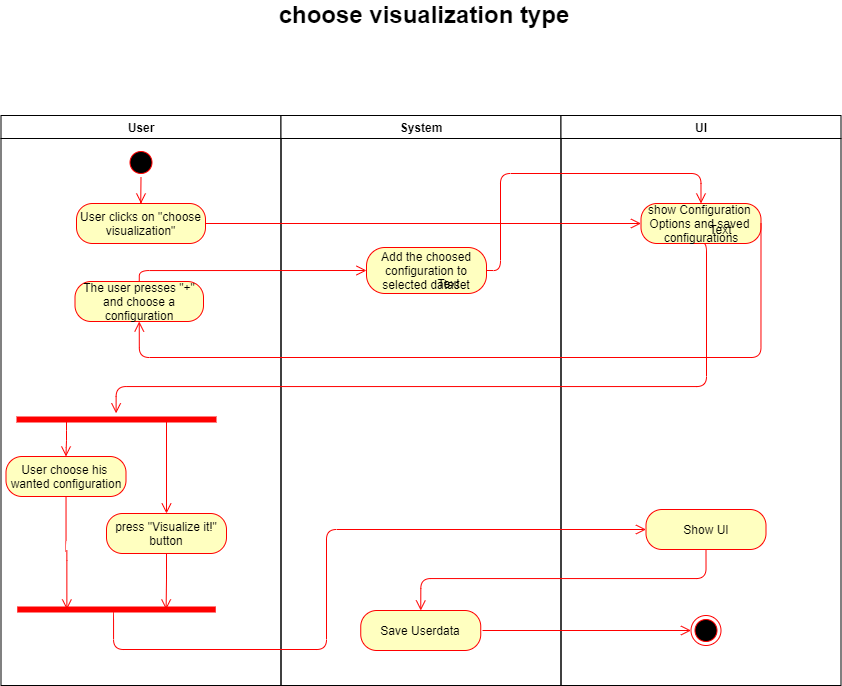 choose visualization type
User
System
UI
User clicks on "choose
visualization"
show Configuration
Options and saved
configurations
Text
Add the choosed
configuration to
selected dataset
Text
The user presses "+"
and choose a
configuration
User choose his
wanted configuration
press "Visualize it!"
button
Show UI
Save Userdata